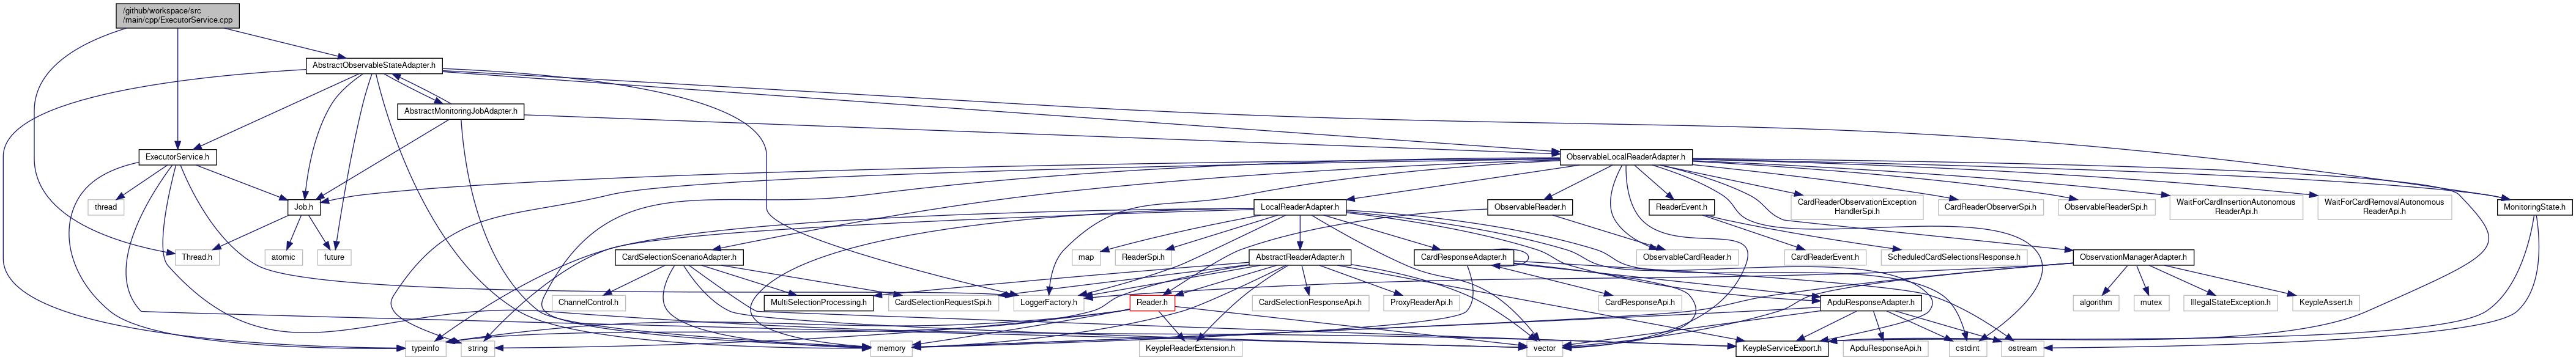 /github/workspace/src
/main/cpp/ExecutorService.cpp
AbstractObservableStateAdapter.h
AbstractMonitoringJobAdapter.h
ExecutorService.h
ObservableLocalReaderAdapter.h
thread
Job.h
LocalReaderAdapter.h
ObservableReader.h
ReaderEvent.h
CardReaderObservationException
HandlerSpi.h
CardReaderObserverSpi.h
ObservableReaderSpi.h
WaitForCardInsertionAutonomous
ReaderApi.h
WaitForCardRemovalAutonomous
ReaderApi.h
MonitoringState.h
Thread.h
atomic
future
CardSelectionScenarioAdapter.h
map
ReaderSpi.h
AbstractReaderAdapter.h
CardResponseAdapter.h
ObservableCardReader.h
CardReaderEvent.h
ScheduledCardSelectionsResponse.h
ObservationManagerAdapter.h
ChannelControl.h
MultiSelectionProcessing.h
CardSelectionRequestSpi.h
LoggerFactory.h
Reader.h
CardSelectionResponseApi.h
ProxyReaderApi.h
CardResponseApi.h
ApduResponseAdapter.h
algorithm
mutex
IllegalStateException.h
KeypleAssert.h
typeinfo
string
memory
KeypleReaderExtension.h
vector
KeypleServiceExport.h
ApduResponseApi.h
cstdint
ostream